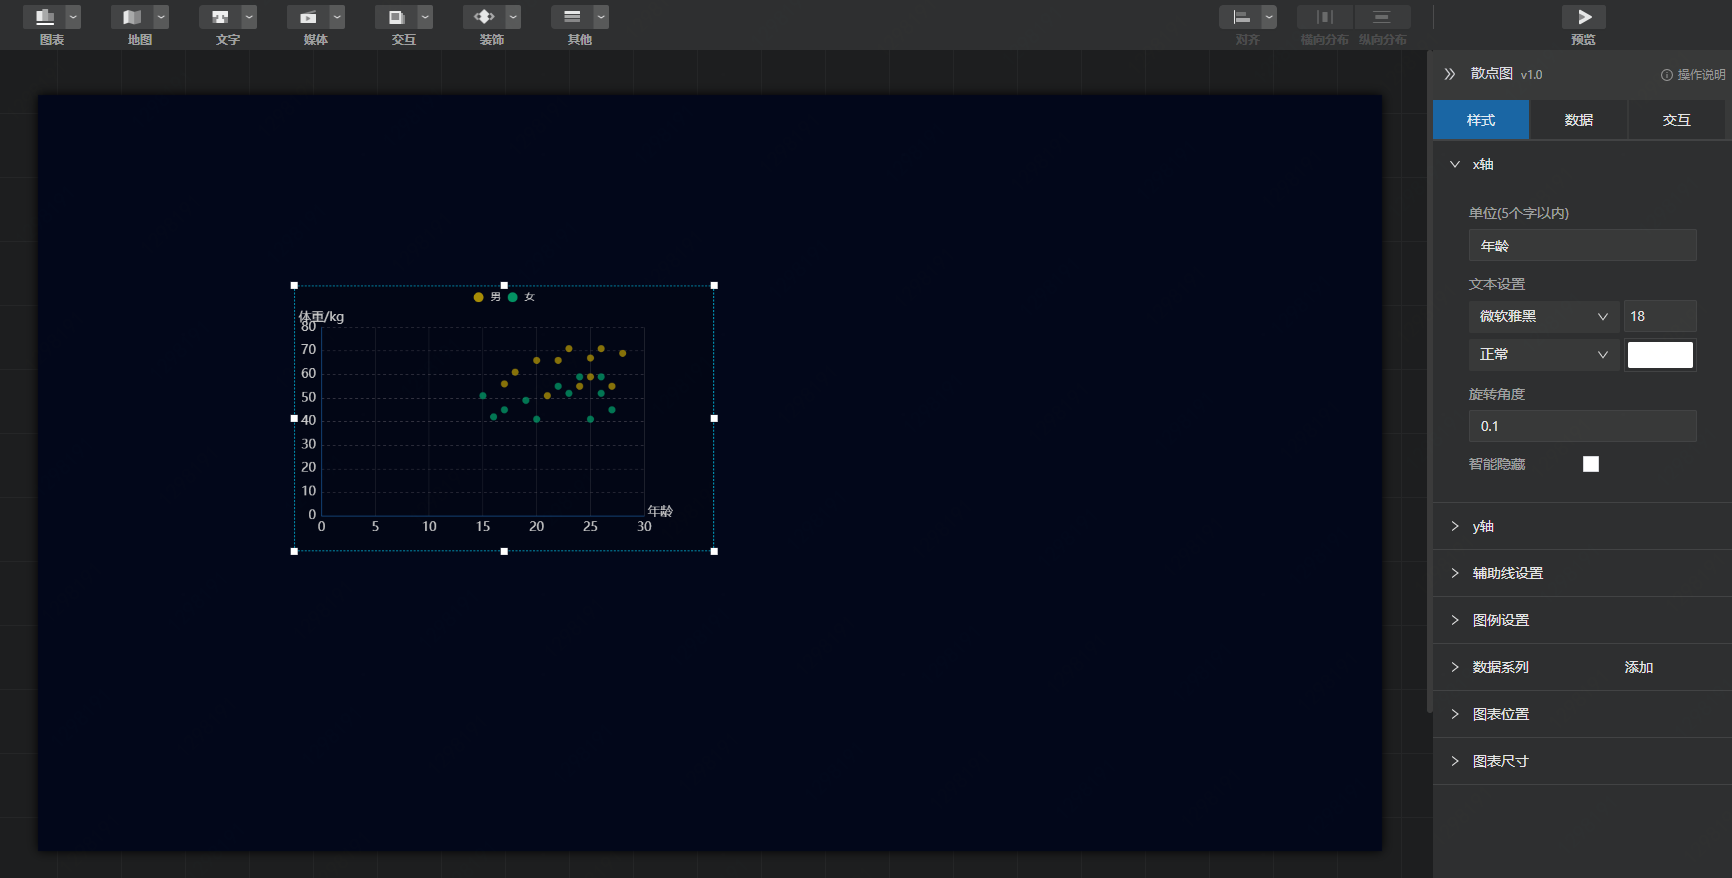 图表 地图 文字 媒体 交互 装饰 其他 对齐 横向分布 纵向分布 预览
散点图 v1.0 操作说明
样式 数据 交互
x轴
单位(5个字以内)
年龄
文本设置
微软雅黑 18
正常
旋转角度
0.1
智能隐藏
y轴
辅助线设置
图例设置
数据系列 添加
图表位置
图表尺寸
男 女
体重/kg
80
70
60
50
40
30
20
10
0
年龄
0 5 10 15 20 25 30